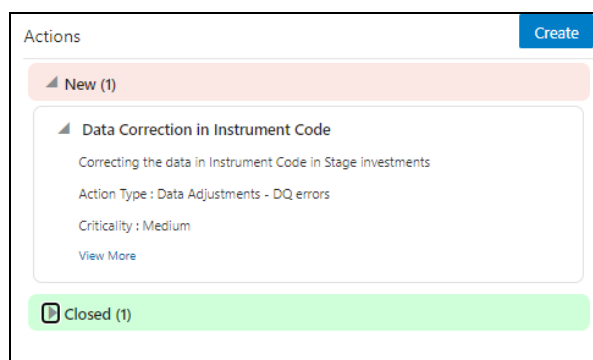 Actions
Create
New (1)
Data Correction in Instrument Code
Correcting the data in Instrument Code in Stage investments
Action Type : Data Adjustments - DQ errors
Criticality : Medium
View More
Closed (1)